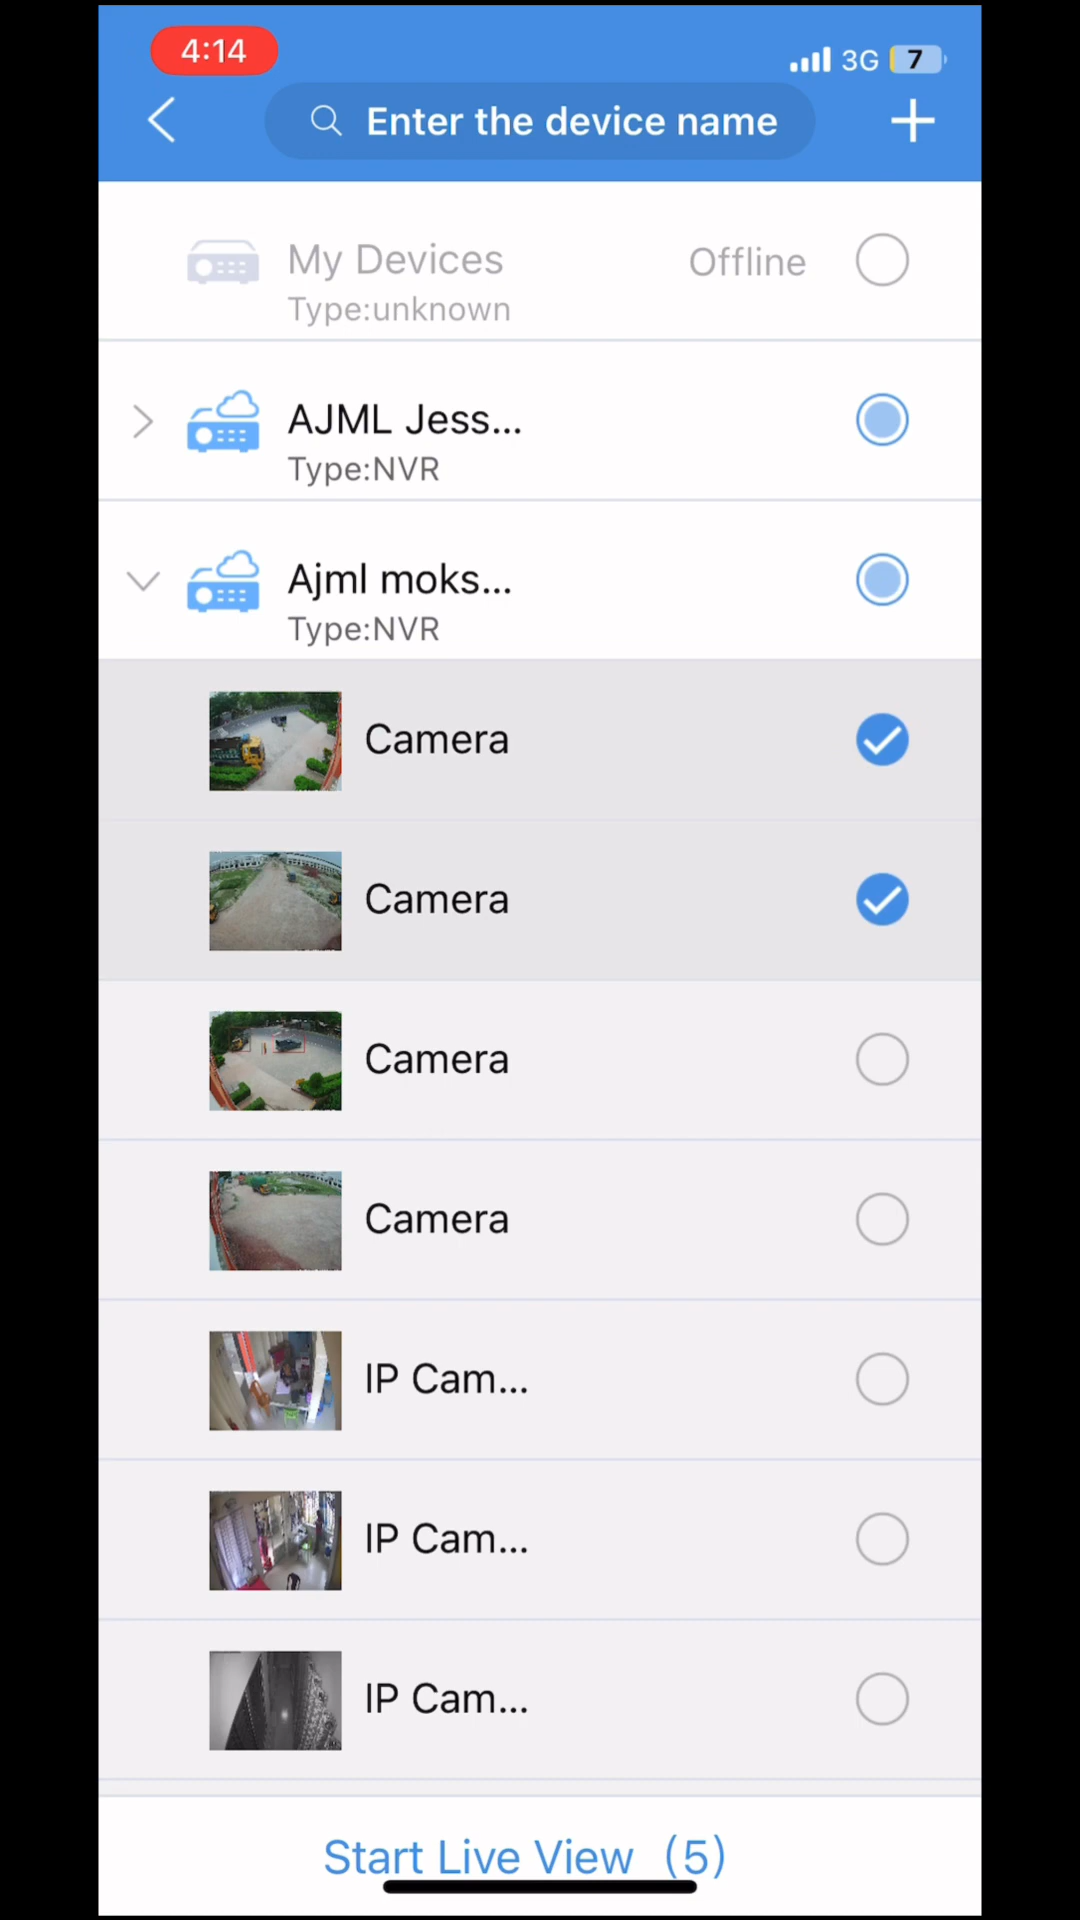 4:14
3G 7
Enter the device name
My Devices
Offline
Type:unknown
AJML Jess...
Type:NVR
Ajml moks...
Type:NVR
Camera
Camera
Camera
Camera
IP Cam...
IP Cam...
IP Cam...
Start Live View (5)